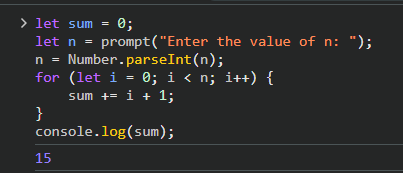 let sum = 0;
let n = prompt("Enter the value of n: ");
n = Number.parseInt(n);
for (let i = 0; i < n; i++) {
    sum += i + 1;
}
console.log(sum);
15